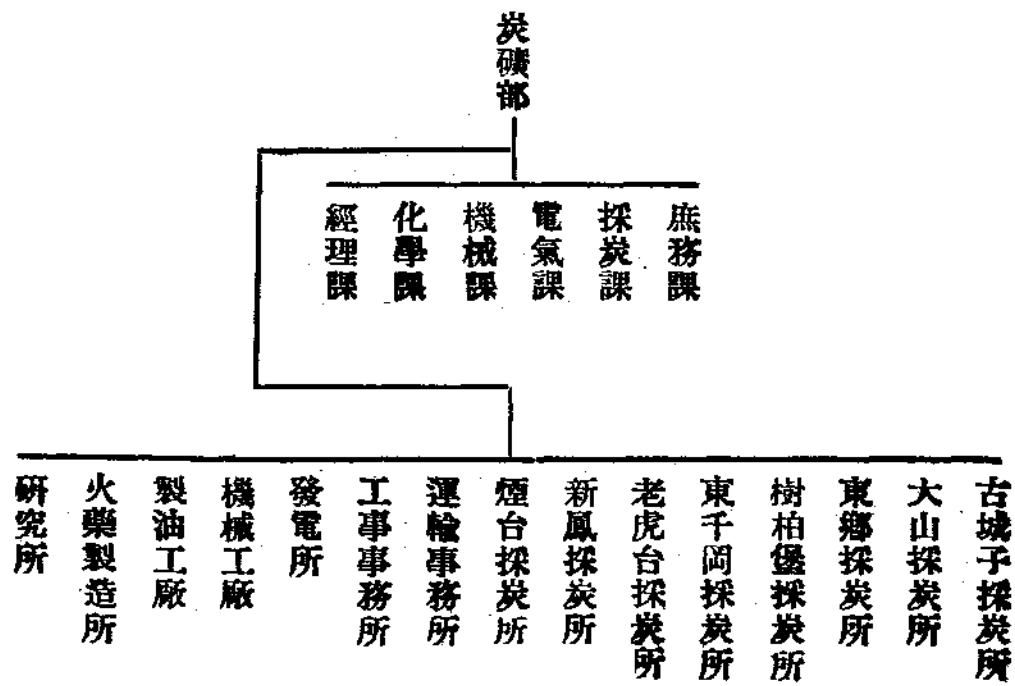 炭礦部
庶務課
採炭課
電氣課
機械課
化學課
經理課
古城子採炭所
大山採炭所
東鄉採炭所
樹柏堡採炭所
東千岡採炭所
老虎台採炭所
新鳳採炭所
煙台採炭所
運輸事務所
工事事務所
發電所
機械工廠
製油工廠
火藥製造所
硏究所